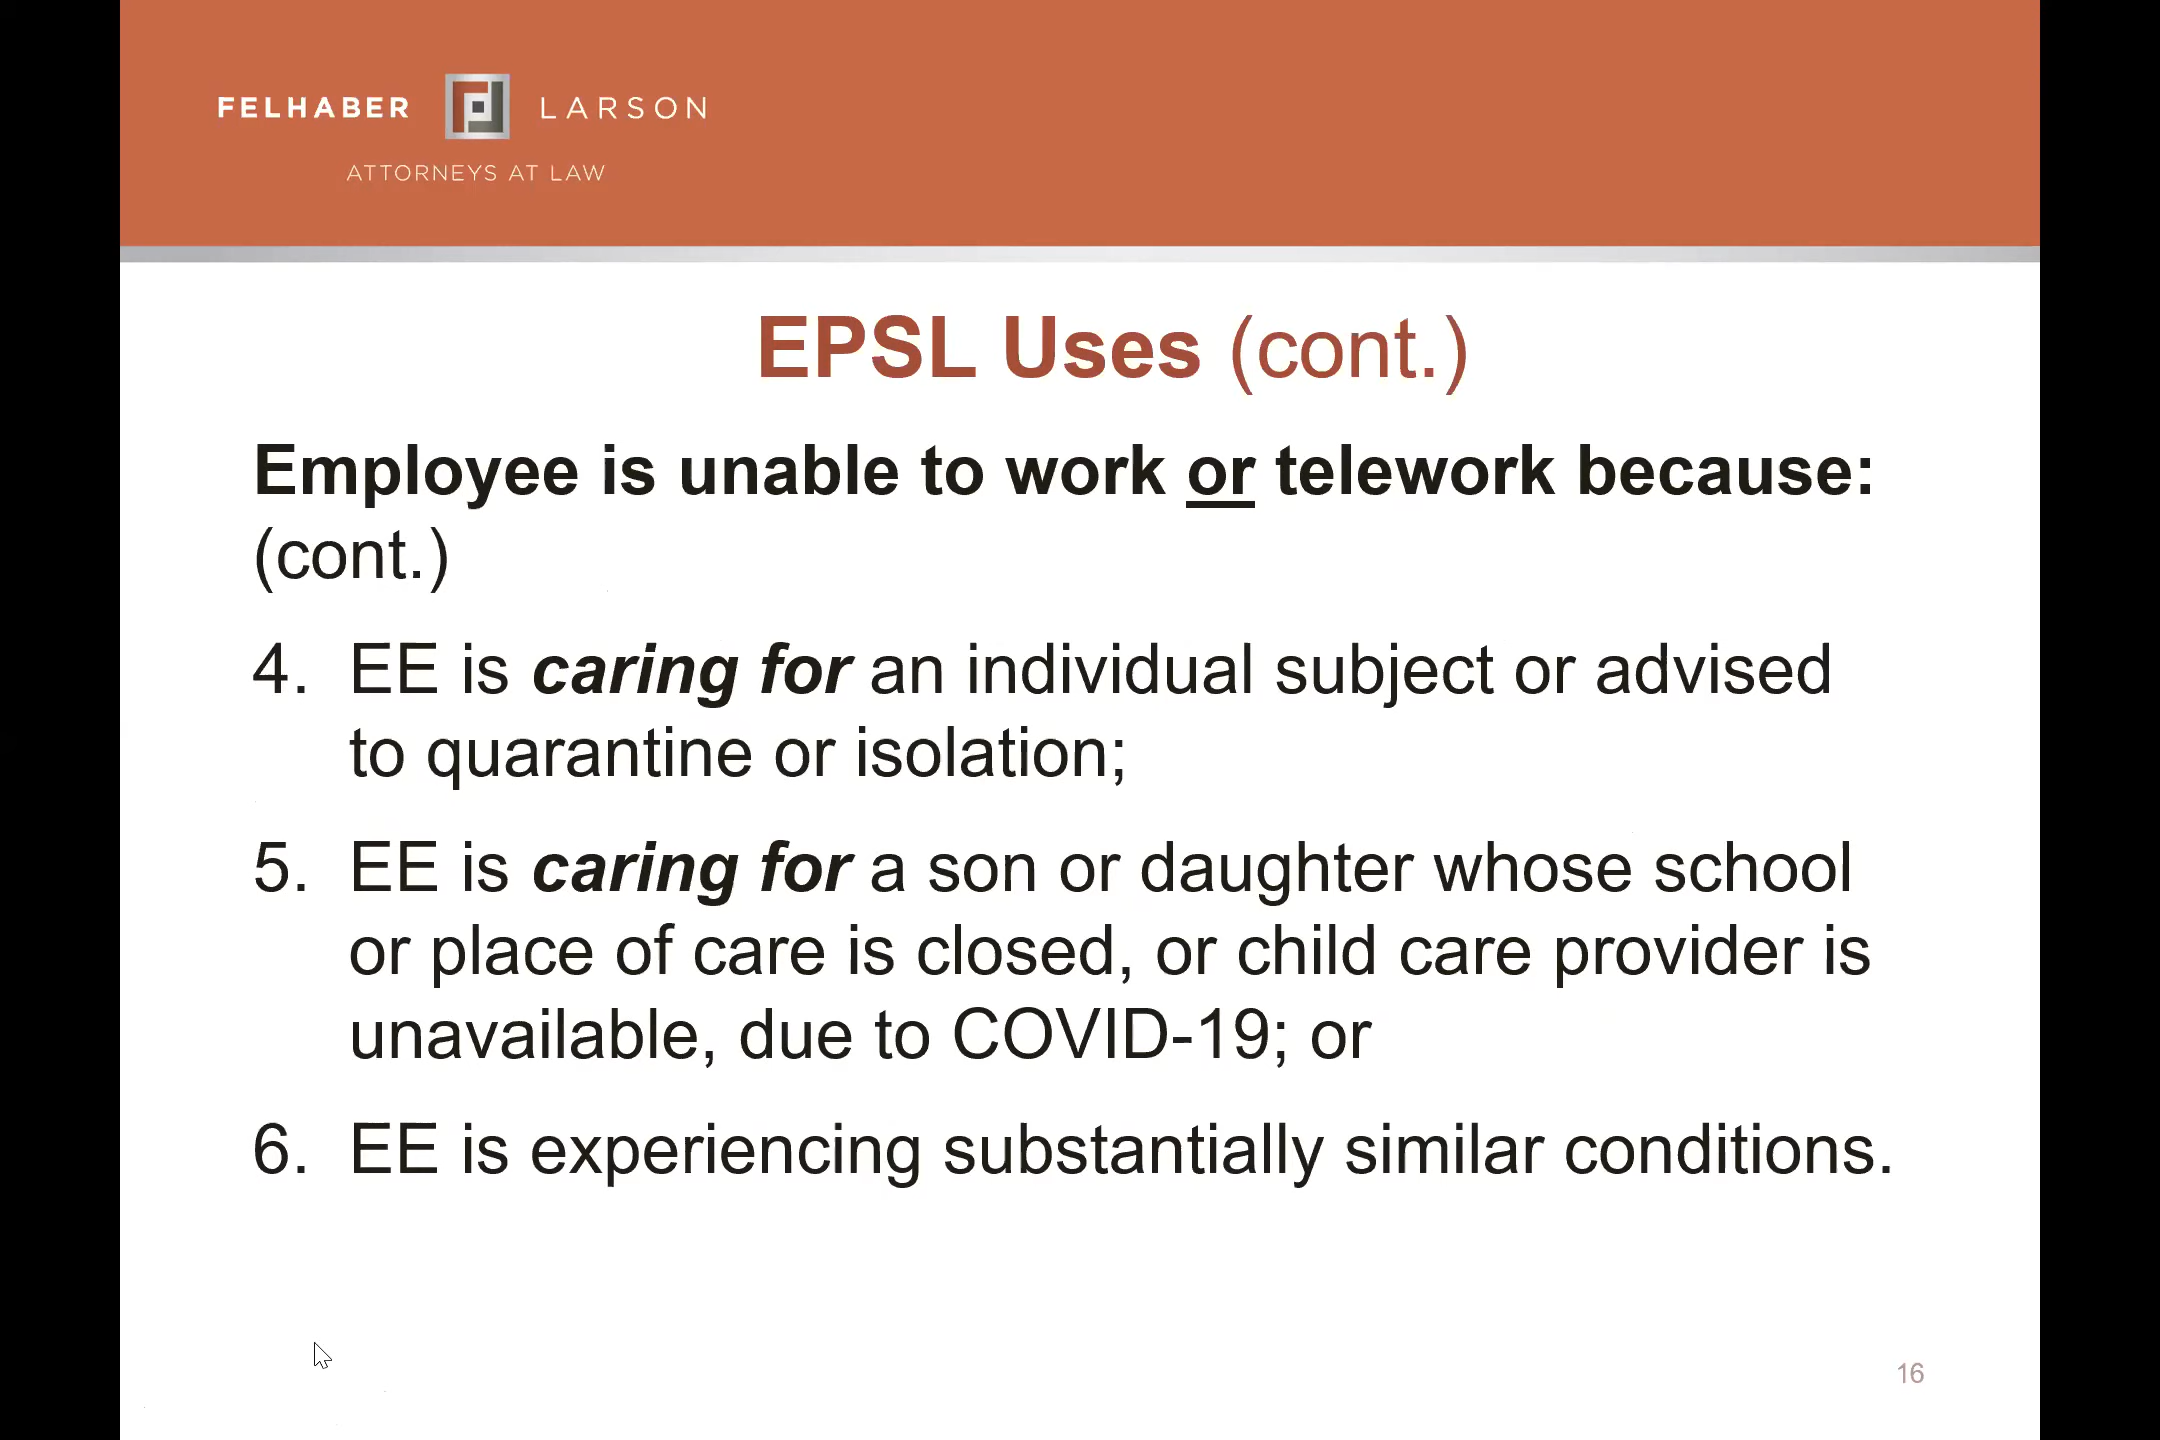 FELHABER LARSON
ATTORNEYS AT LAW
EPSL Uses (cont.)
Employee is unable to work or telework because:
(cont.)
4. EE is caring for an individual subject or advised
to quarantine or isolation;
5. EE is caring for a son or daughter whose school
or place of care is closed, or child care provider is
unavailable, due to COVID-19; or
6. EE is experiencing substantially similar conditions.
16